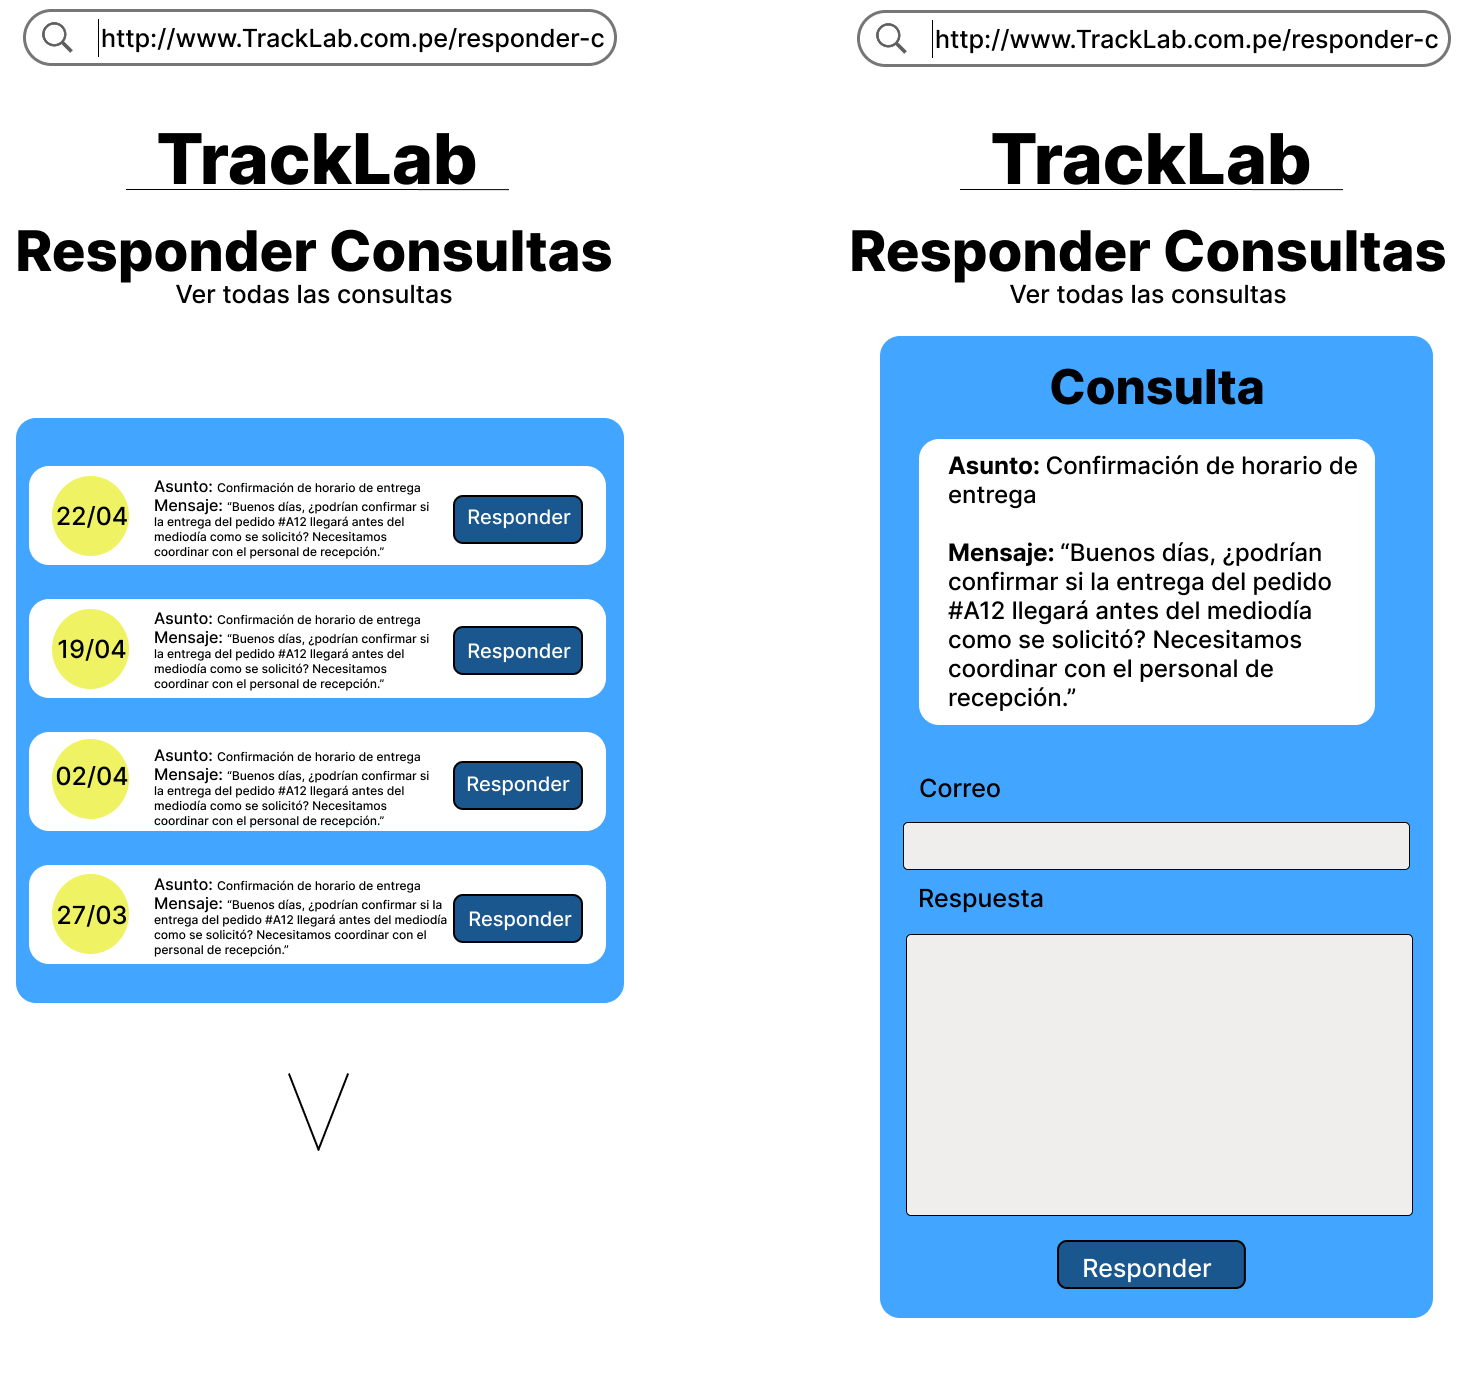 http://www.TrackLab.com.pe/responder-c
TrackLab
Responder Consultas
Ver todas las consultas
22/04
Asunto: Confirmación de horario de entrega
Mensaje: “Buenos días, ¿podrían confirmar si
la entrega del pedido #A12 llegará antes del
mediodía como se solicitó? Necesitamos
coordinar con el personal de recepción.”
Responder
19/04
Asunto: Confirmación de horario de entrega
Mensaje: “Buenos días, ¿podrían confirmar si
la entrega del pedido #A12 llegará antes del
mediodía como se solicitó? Necesitamos
coordinar con el personal de recepción.”
Responder
02/04
Asunto: Confirmación de horario de entrega
Mensaje: “Buenos días, ¿podrían confirmar si
la entrega del pedido #A12 llegará antes del
mediodía como se solicitó? Necesitamos
coordinar con el personal de recepción.”
Responder
27/03
Asunto: Confirmación de horario de entrega
Mensaje: “Buenos días, ¿podrían confirmar si la
entrega del pedido #A12 llegará antes del mediodía
como se solicitó? Necesitamos coordinar con el
personal de recepción.”
Responder
http://www.TrackLab.com.pe/responder-c
TrackLab
Responder Consultas
Ver todas las consultas
Consulta
Asunto: Confirmación de horario de
entrega
Mensaje: “Buenos días, ¿podrían
confirmar si la entrega del pedido
#A12 llegará antes del mediodía
como se solicitó? Necesitamos
coordinar con el personal de
recepción.”
Correo
Respuesta
Responder